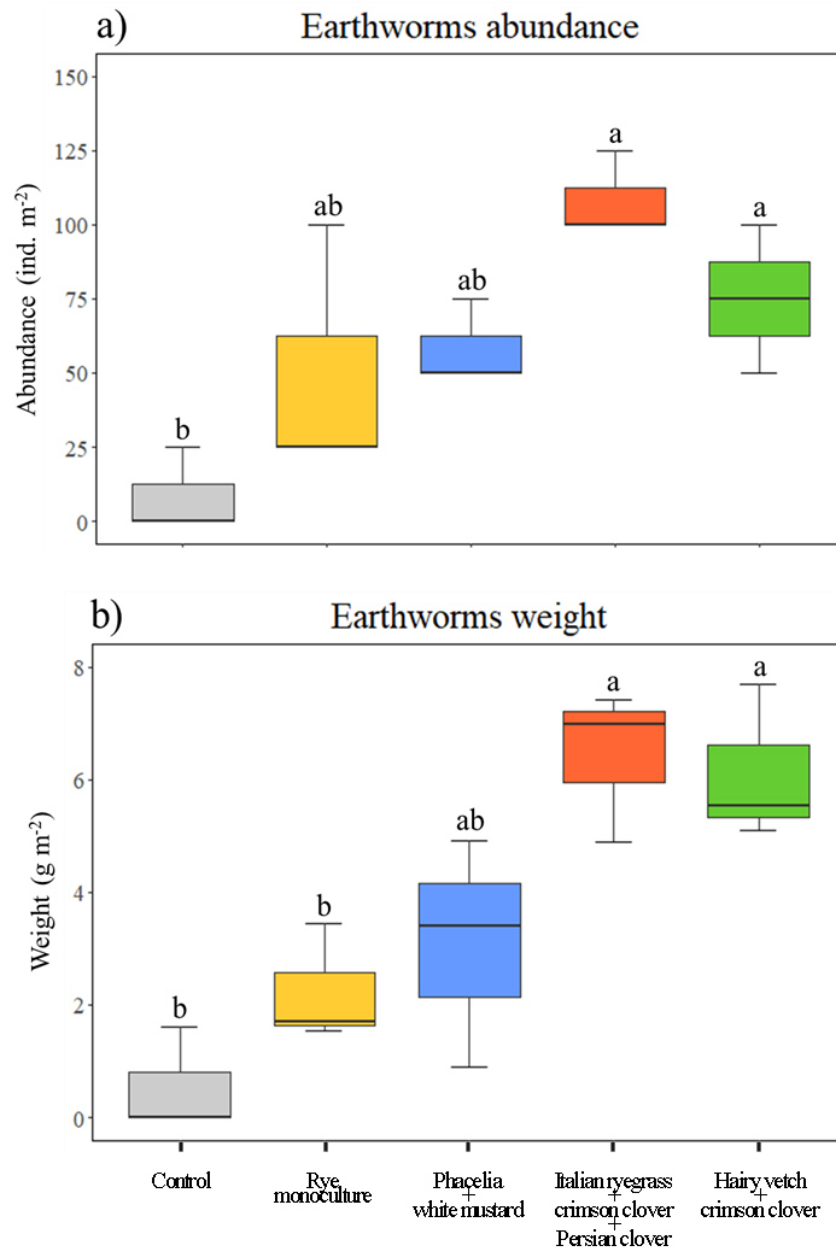 a) Earthworms abundance
150
125
100
75
50
25
0
Abundance (ind. m-2)
b
ab
ab
a
a
b) Earthworms weight
8
6
4
2
0
Weight (g m-2)
b
b
ab
a
a
Control
Rye
monoculture
Phacelia
+
white mustard
Italian ryegrass
+
crimson clover
+
Persian clover
Hairy vetch
+
crimson clover